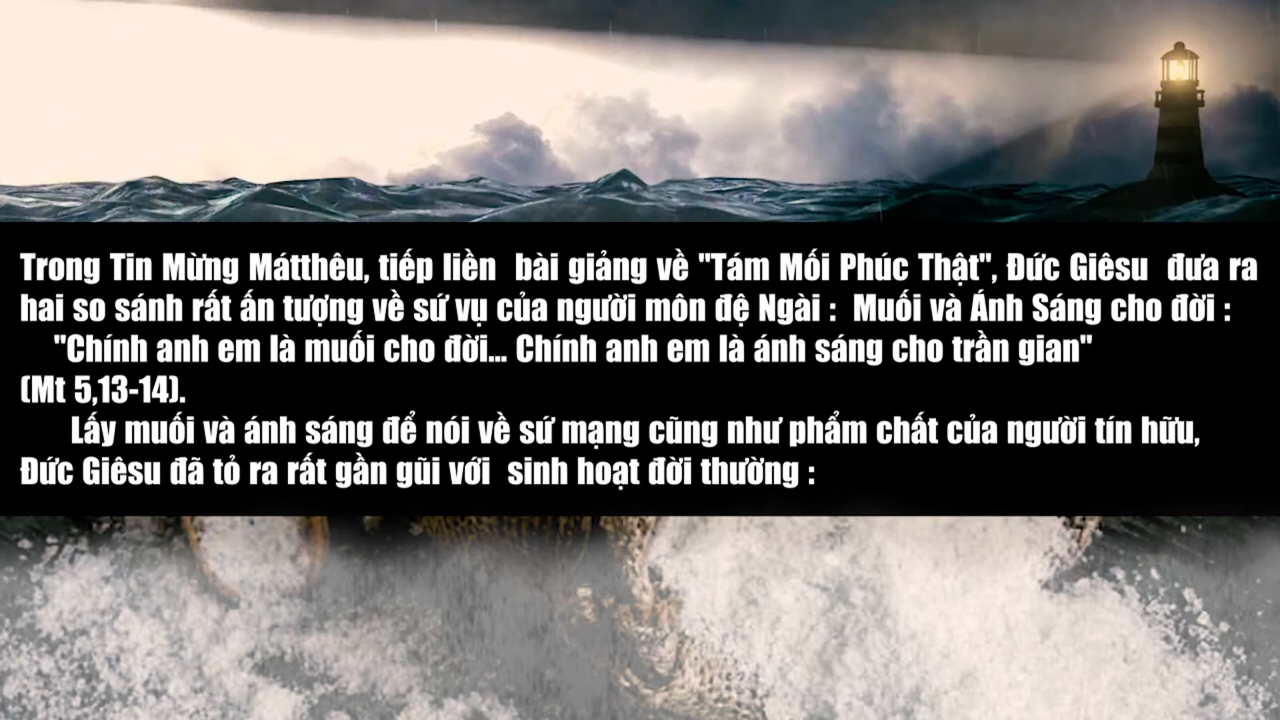 Trong Tin Mừng Mátthêu, tiếp liền  bài giảng về "Tám Mối Phúc Thật", Đức Giêsu  đưa ra
hai so sánh rất ấn tượng về sứ vụ của người môn đệ Ngài :  Muối và Ánh Sáng cho đời :
"Chính anh em là muối cho đời... Chính anh em là ánh sáng cho trần gian"
(Mt 5,13-14).
Lấy muối và ánh sáng để nói về sứ mạng cũng như phẩm chất của người tín hữu,
Đức Giêsu đã tỏ ra rất gần gũi với  sinh hoạt đời thường :